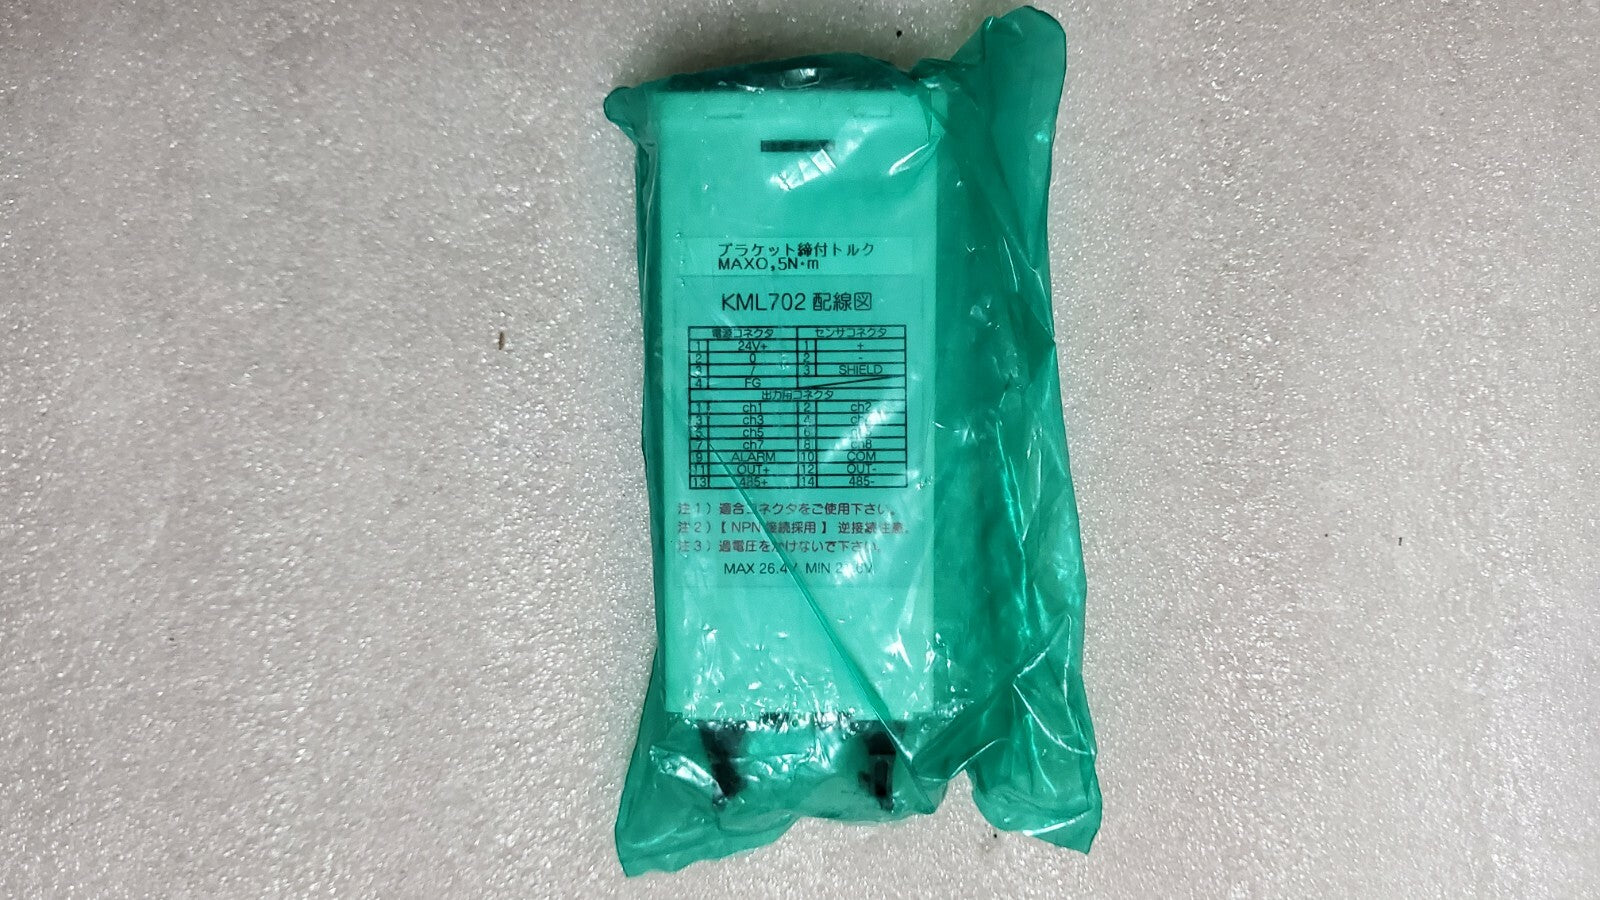 ブラケット締付トルク
MAX0,5N・m
KML702 配線図
電源コネクタ センサコネクタ
1 24V+ 1 +
2 0 2 -
3 / 3 SHIELD
4 FG
出力用コネクタ
1 ch1 2 ch2
3 ch3 4
5 ch5 6
7 ch7 8 ch8
9 ALARM 10 COM
11 OUT+ 12 OUT-
13 485+ 14 485-
注1)適合コネクタをご使用下さい。
注2)【 NPN 接続採用 】 逆接続注意。
注3)過電圧をかけないで下さい。
MAX 26.4V MIN